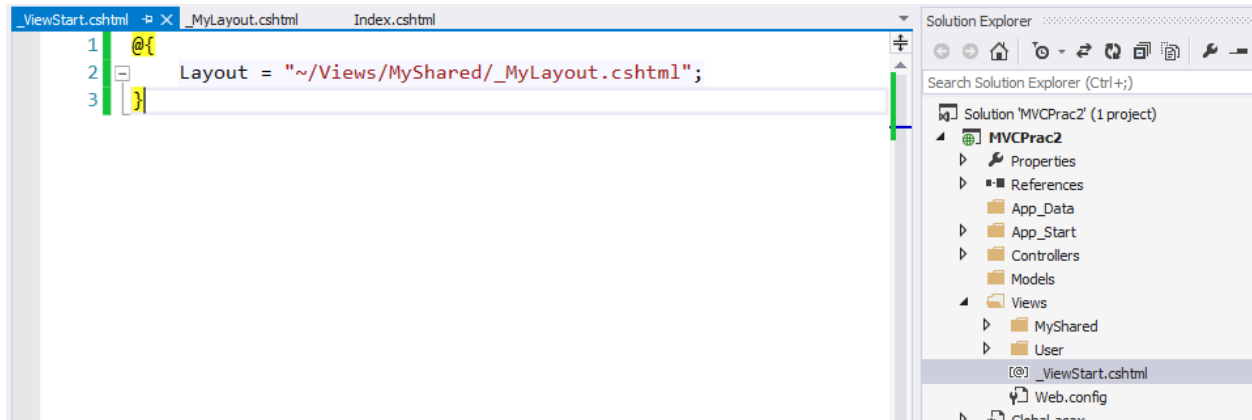 _ViewStart.cshtml _MyLayout.cshtml Index.cshtml
1 @{
2 Layout = "~/Views/MyShared/_MyLayout.cshtml";
3 }
Solution Explorer
Search Solution Explorer (Ctrl+;)
Solution 'MVCPrac2' (1 project)
MVCPrac2
Properties
References
App_Data
App_Start
Controllers
Models
Views
MyShared
User
[@] _ViewStart.cshtml
Web.config
Global.asax